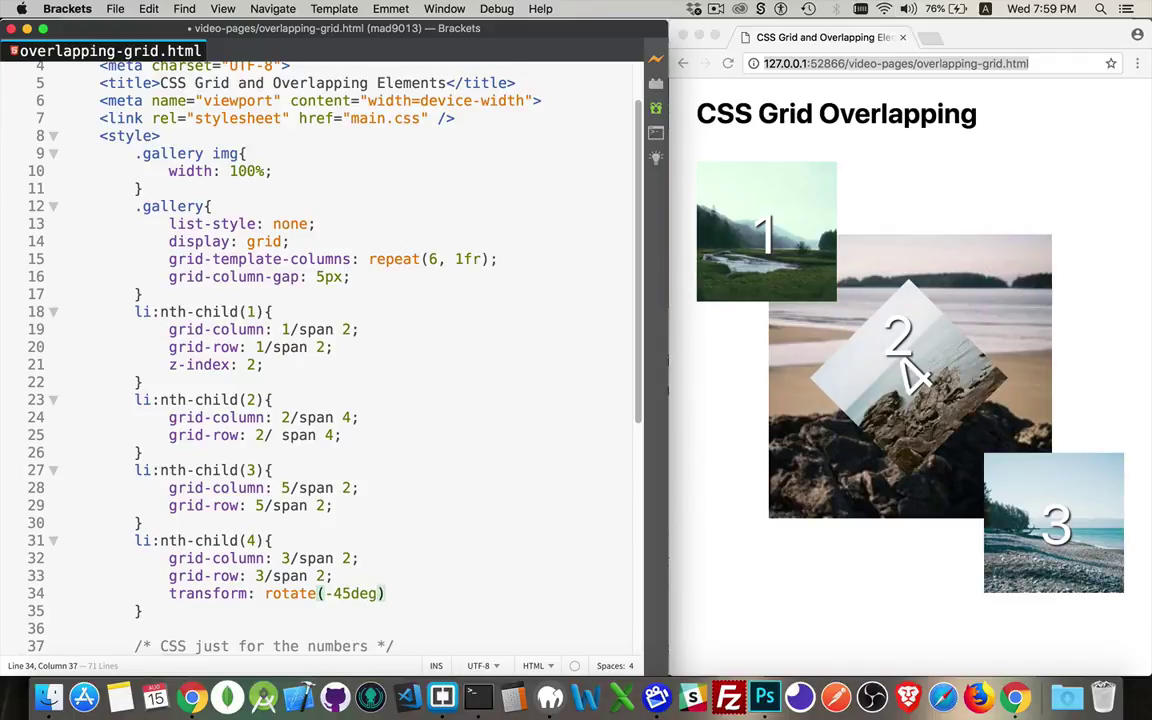 Brackets File Edit View Navigate Template Emmet Window Debug Help
76% A Wed 7:59 PM
• video-pages/overlapping-grid.html (mad9013) — Brackets
overlapping-grid.html
4 <meta charset="UTF-8">
5 <title>CSS Grid and Overlapping Elements</title>
6 <meta name="viewport" content="width=device-width">
7 <link rel="stylesheet" href="main.css" />
8 <style>
9 .gallery img{
10 width: 100%;
11 }
12 .gallery{
13 list-style: none;
14 display: grid;
15 grid-template-columns: repeat(6, 1fr);
16 grid-column-gap: 5px;
17 }
18 li:nth-child(1){
19 grid-column: 1/span 2;
20 grid-row: 1/span 2;
21 z-index: 2;
22 }
23 li:nth-child(2){
24 grid-column: 2/span 4;
25 grid-row: 2/ span 4;
26 }
27 li:nth-child(3){
28 grid-column: 5/span 2;
29 grid-row: 5/span 2;
30 }
31 li:nth-child(4){
32 grid-column: 3/span 2;
33 grid-row: 3/span 2;
34 transform: rotate(-45deg)
35 }
36
37 /* CSS just for the numbers */
Line 34, Column 37 — 71 Lines
INS UTF-8 HTML Spaces: 4
CSS Grid and Overlapping Ele
127.0.0.1:52866/video-pages/overlapping-grid.html
CSS Grid Overlapping
1
2
4
3
AUG
15